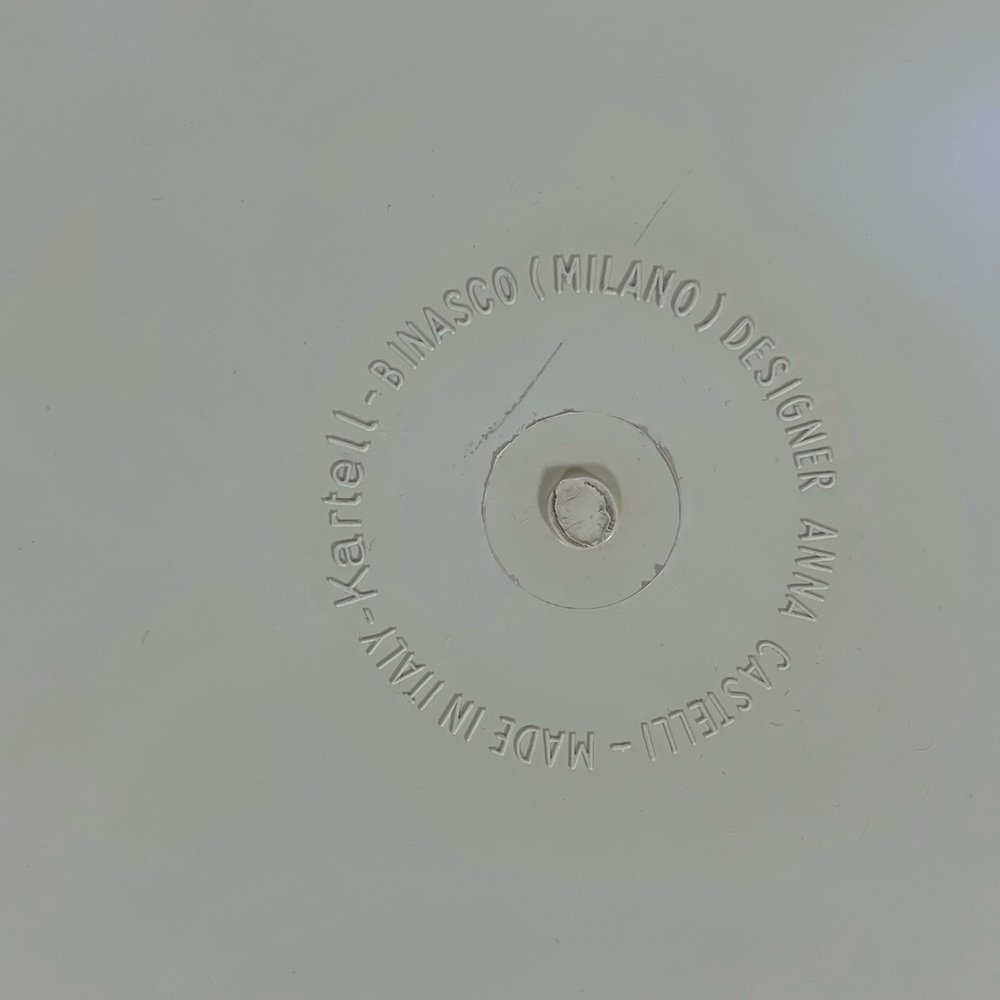 Kartell - BINASCO (MILANO) DESIGNER ANNA CASTELLI - MADE IN ITALY -